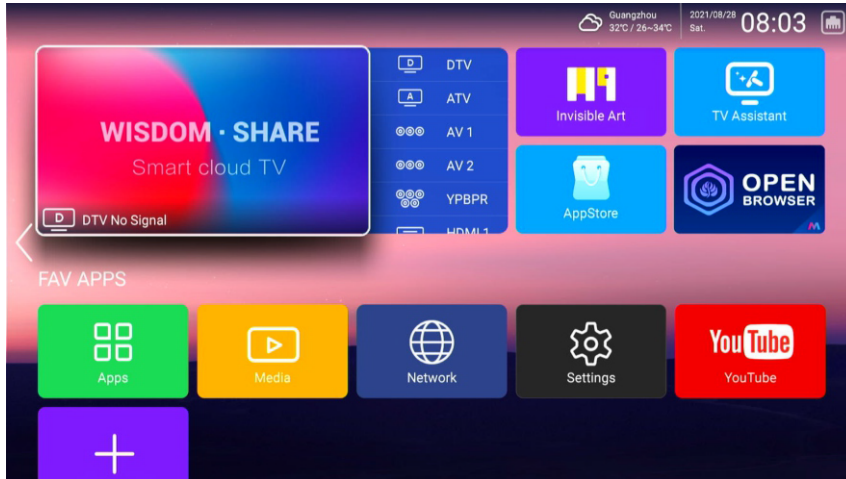 Guangzhou
32℃ / 26~34℃
2021/08/28
Sat.
08:03
WISDOM · SHARE
Smart cloud TV
D
DTV No Signal
D
DTV
A
ATV
AV 1
AV 2
YPBPR
HDMI 1
Invisible Art
TV Assistant
AppStore
OPEN
BROWSER
FAV APPS
Apps
Media
Network
Settings
YouTube
YouTube